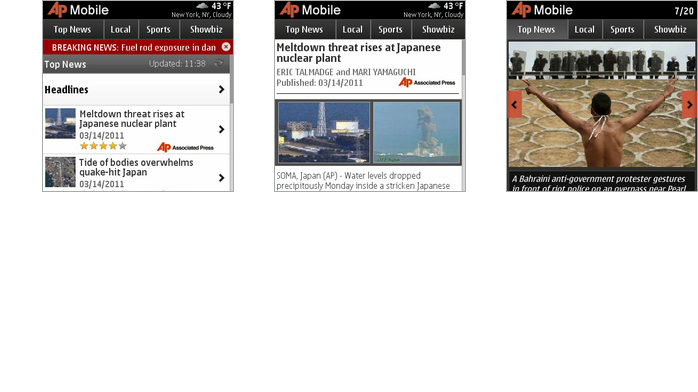 AP Mobile
43 °F
New York, NY, Cloudy
Top News Local Sports Showbiz
BREAKING NEWS: Fuel rod exposure in dan
Top News Updated: 11:38
Headlines
Meltdown threat rises at
Japanese nuclear plant
03/14/2011
AP Associated Press
Tide of bodies overwhelms
quake-hit Japan
03/14/2011
AP Mobile
43 °F
New York, NY, Cloudy
Top News Local Sports Showbiz
Meltdown threat rises at Japanese
nuclear plant
ERIC TALMADGE and MARI YAMAGUCHI
Published: 03/14/2011
AP Associated Press
SOMA, Japan (AP) - Water levels dropped
precipitously Monday inside a stricken Japanese
AP Mobile
7/20
Top News Local Sports Showbiz
A Bahraini anti-government protester gestures
in front of riot police on an overpass near Pearl